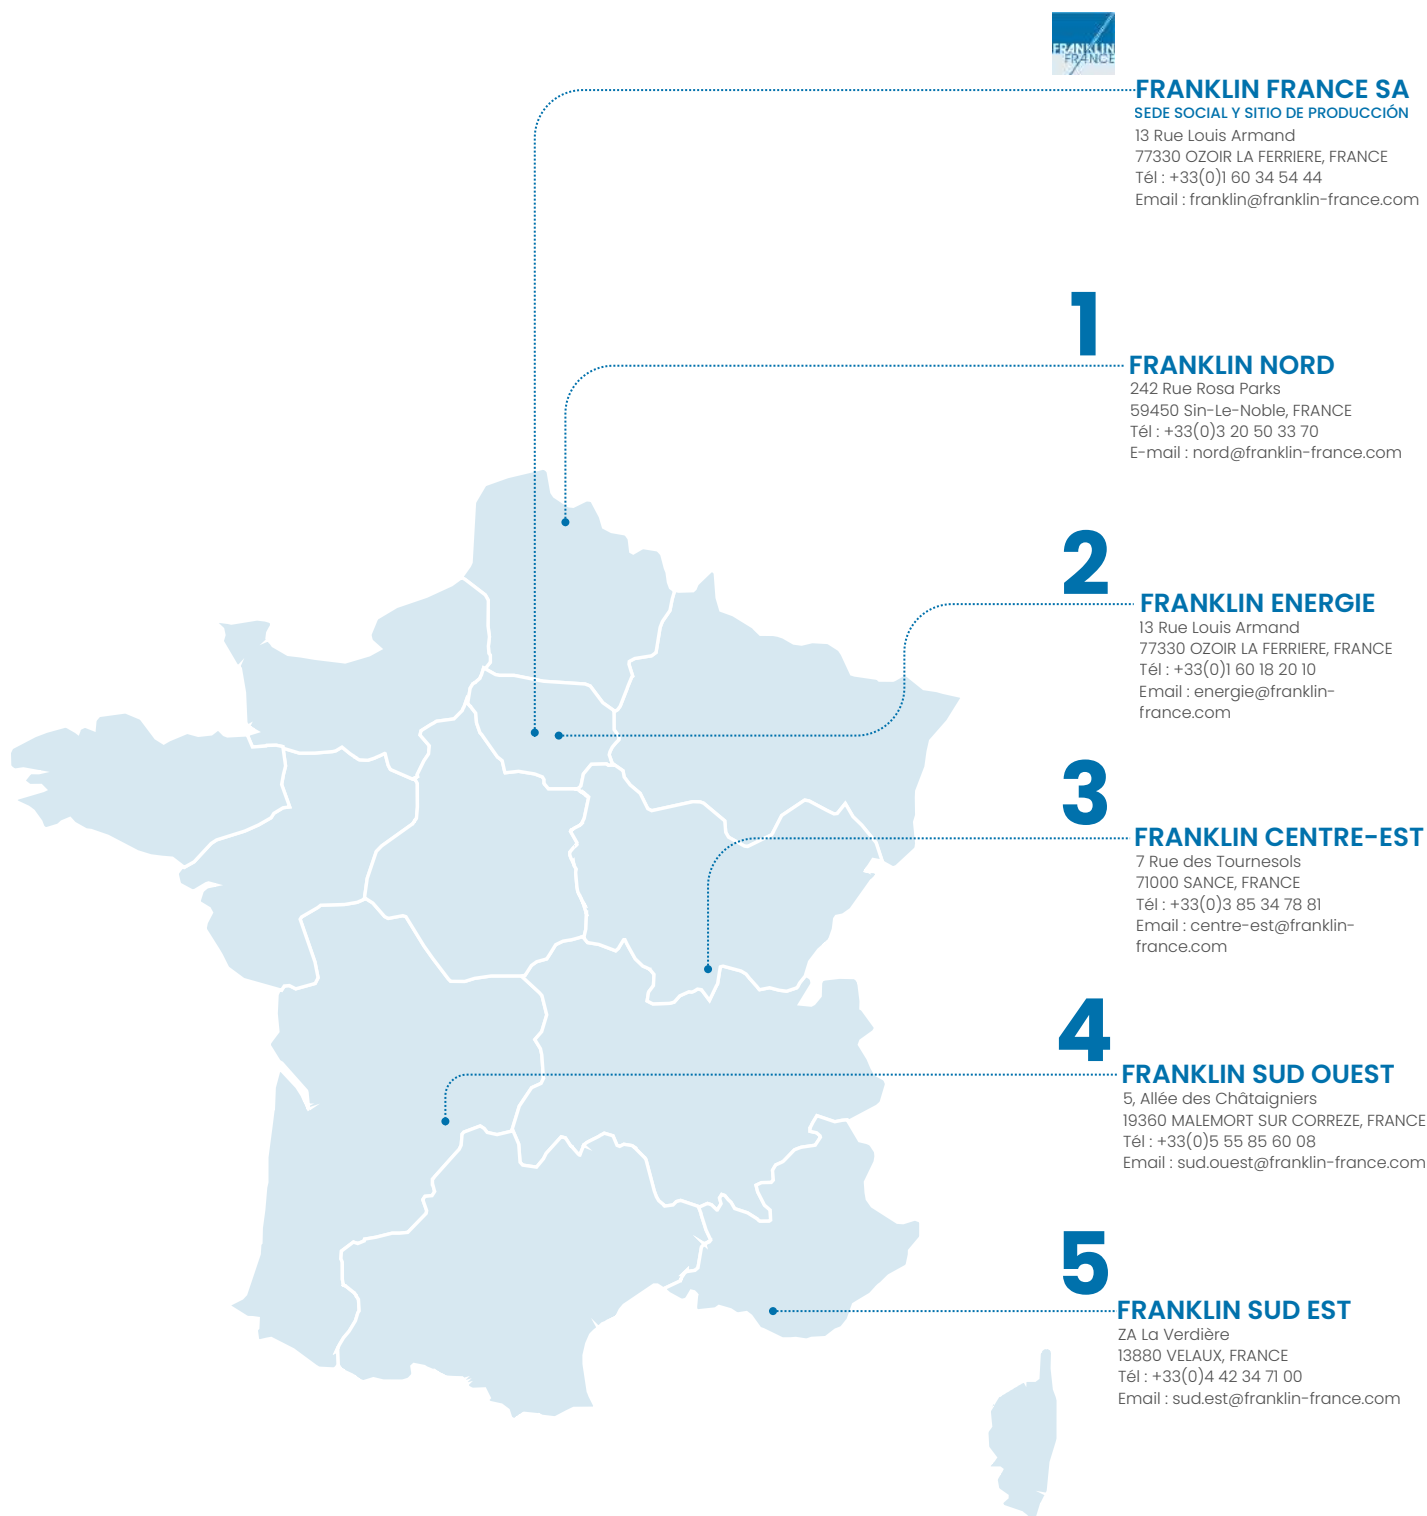 FRANKLIN
FRANCE
FRANKLIN FRANCE SA
SEDE SOCIAL Y SITIO DE PRODUCCIÓN
13 Rue Louis Armand
77330 OZOIR LA FERRIERE, FRANCE
Tél : +33(0)1 60 34 54 44
Email : franklin@franklin-france.com
1
FRANKLIN NORD
242 Rue Rosa Parks
59450 Sin-Le-Noble, FRANCE
Tél : +33(0)3 20 50 33 70
E-mail : nord@franklin-france.com
2
FRANKLIN ENERGIE
13 Rue Louis Armand
77330 OZOIR LA FERRIERE, FRANCE
Tél : +33(0)1 60 18 20 10
Email : energie@franklin-
france.com
3
FRANKLIN CENTRE-EST
7 Rue des Tournesols
71000 SANCE, FRANCE
Tél : +33(0)3 85 34 78 81
Email : centre-est@franklin-
france.com
4
FRANKLIN SUD OUEST
5, Allée des Châtaigniers
19360 MALEMORT SUR CORREZE, FRANCE
Tél : +33(0)5 55 85 60 08
Email : sud.ouest@franklin-france.com
5
FRANKLIN SUD EST
ZA La Verdière
13880 VELAUX, FRANCE
Tél : +33(0)4 42 34 71 00
Email : sud.est@franklin-france.com